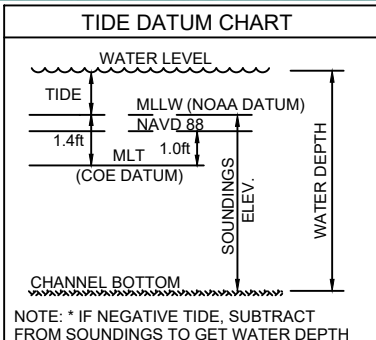 TIDE DATUM CHART
WATER LEVEL
TIDE
MLLW (NOAA DATUM)
NAVD 88
1.4ft
1.0ft
MLT
(COE DATUM)
SOUNDINGS
ELEV.
WATER DEPTH
CHANNEL BOTTOM
NOTE: * IF NEGATIVE TIDE, SUBTRACT
FROM SOUNDINGS TO GET WATER DEPTH